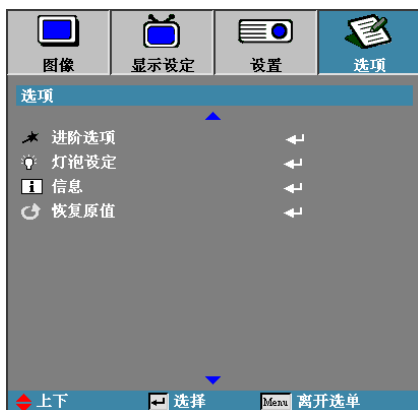 图像 显示设定 设置 选项
选项
进阶选项
灯泡设定
i 信息
恢复原值
上下 选择 Menu 离开选单